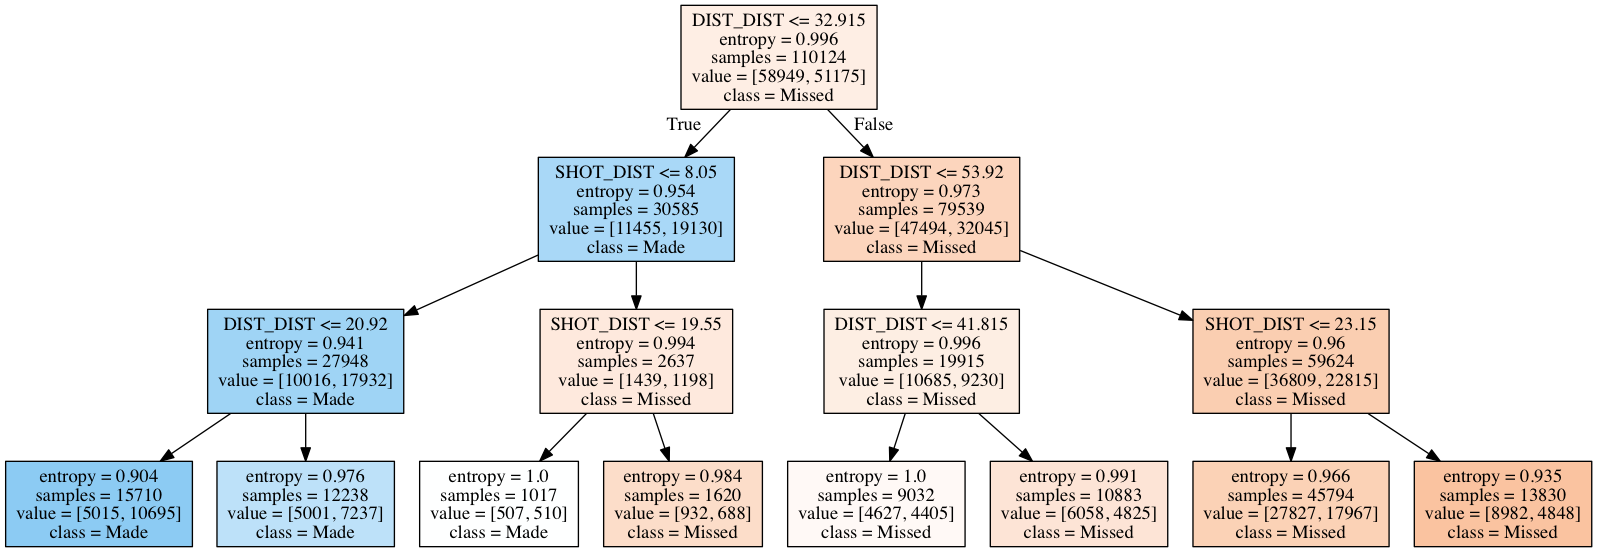 DIST_DIST <= 32.915
entropy = 0.996
samples = 110124
value = [58949, 51175]
class = Missed
True
False
SHOT_DIST <= 8.05
entropy = 0.954
samples = 30585
value = [11455, 19130]
class = Made
DIST_DIST <= 53.92
entropy = 0.973
samples = 79539
value = [47494, 32045]
class = Missed
DIST_DIST <= 20.92
entropy = 0.941
samples = 27948
value = [10016, 17932]
class = Made
SHOT_DIST <= 19.55
entropy = 0.994
samples = 2637
value = [1439, 1198]
class = Missed
DIST_DIST <= 41.815
entropy = 0.996
samples = 19915
value = [10685, 9230]
class = Missed
SHOT_DIST <= 23.15
entropy = 0.96
samples = 59624
value = [36809, 22815]
class = Missed
entropy = 0.904
samples = 15710
value = [5015, 10695]
class = Made
entropy = 0.976
samples = 12238
value = [5001, 7237]
class = Made
entropy = 1.0
samples = 1017
value = [507, 510]
class = Made
entropy = 0.984
samples = 1620
value = [932, 688]
class = Missed
entropy = 1.0
samples = 9032
value = [4627, 4405]
class = Missed
entropy = 0.991
samples = 10883
value = [6058, 4825]
class = Missed
entropy = 0.966
samples = 45794
value = [27827, 17967]
class = Missed
entropy = 0.935
samples = 13830
value = [8982, 4848]
class = Missed